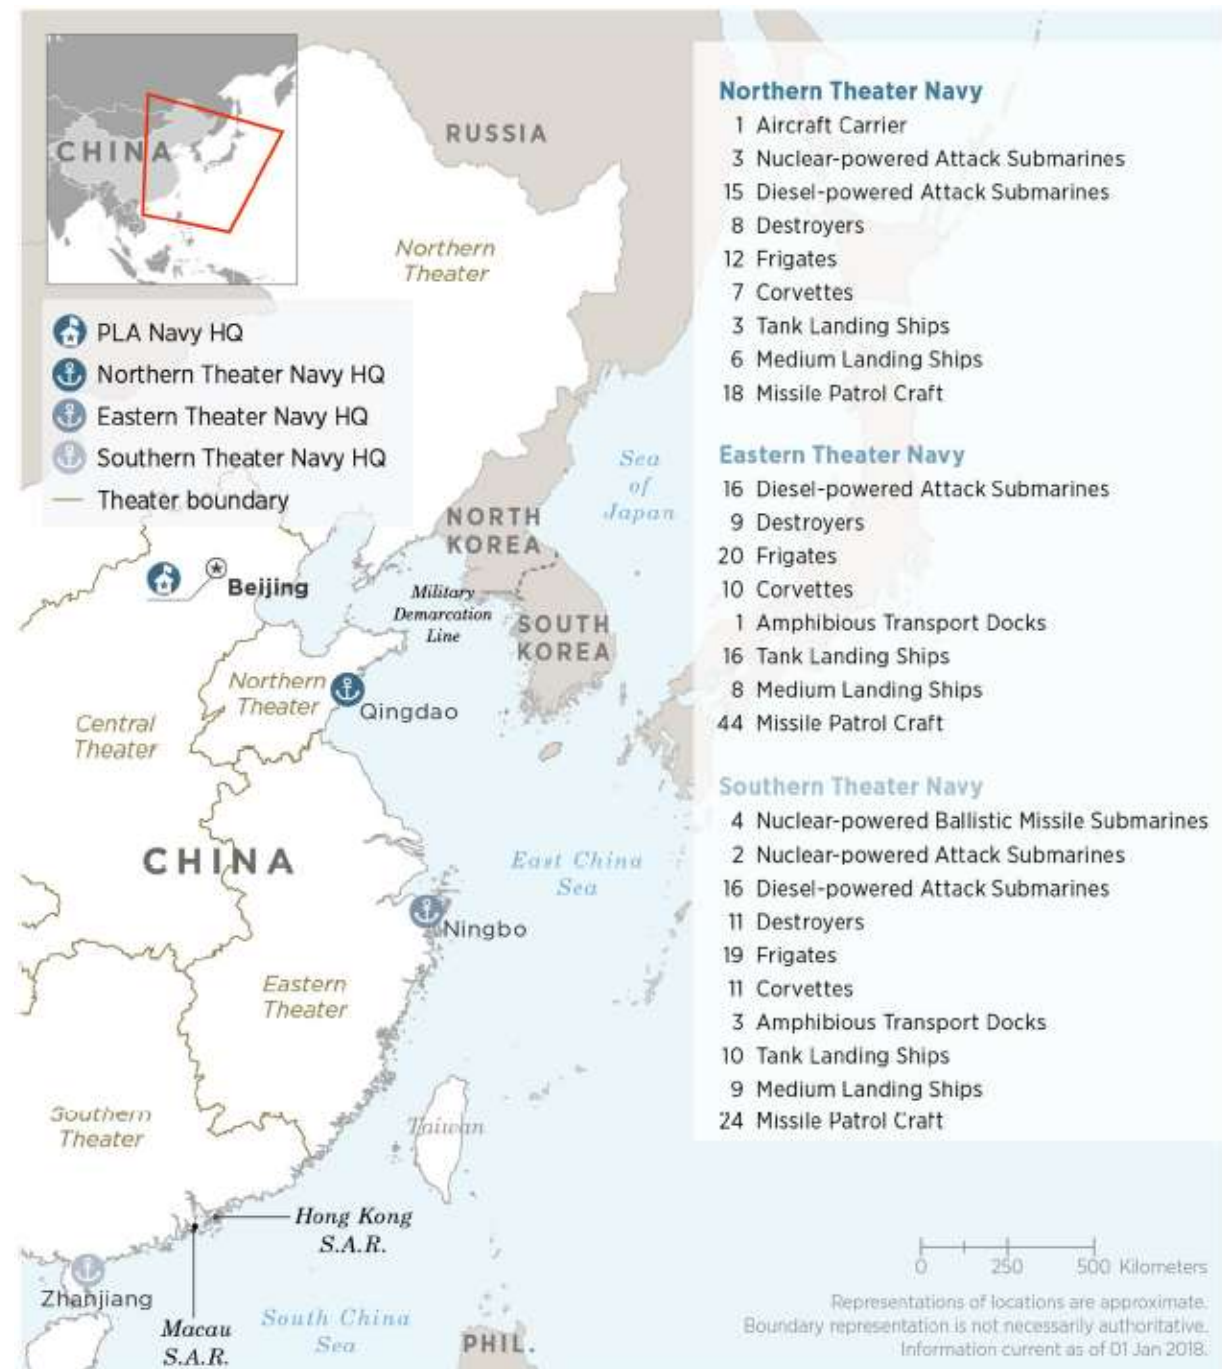 CHINA
RUSSIA
Northern
Theater
PLA Navy HQ
Northern Theater Navy HQ
Eastern Theater Navy HQ
Southern Theater Navy HQ
Theater boundary
Sea
of
Japan
NORTH
KOREA
Beijing
Military
Demarcation
Line
SOUTH
KOREA
Northern
Theater
Qingdao
Central
Theater
CHINA
East China
Sea
Ningbo
Eastern
Theater
Southern
Theater
Taiwan
Hong Kong
S.A.R.
Zhanjiang
Macau
S.A.R.
South China
Sea
PHIL.
Northern Theater Navy
1 Aircraft Carrier
3 Nuclear-powered Attack Submarines
15 Diesel-powered Attack Submarines
8 Destroyers
12 Frigates
7 Corvettes
3 Tank Landing Ships
6 Medium Landing Ships
18 Missile Patrol Craft
Eastern Theater Navy
16 Diesel-powered Attack Submarines
9 Destroyers
20 Frigates
10 Corvettes
1 Amphibious Transport Docks
16 Tank Landing Ships
8 Medium Landing Ships
44 Missile Patrol Craft
Southern Theater Navy
4 Nuclear-powered Ballistic Missile Submarines
2 Nuclear-powered Attack Submarines
16 Diesel-powered Attack Submarines
11 Destroyers
19 Frigates
11 Corvettes
3 Amphibious Transport Docks
10 Tank Landing Ships
9 Medium Landing Ships
24 Missile Patrol Craft
0 250 500 Kilometers
Representations of locations are approximate.
Boundary representation is not necessarily authoritative.
Information current as of 01 Jan 2018.